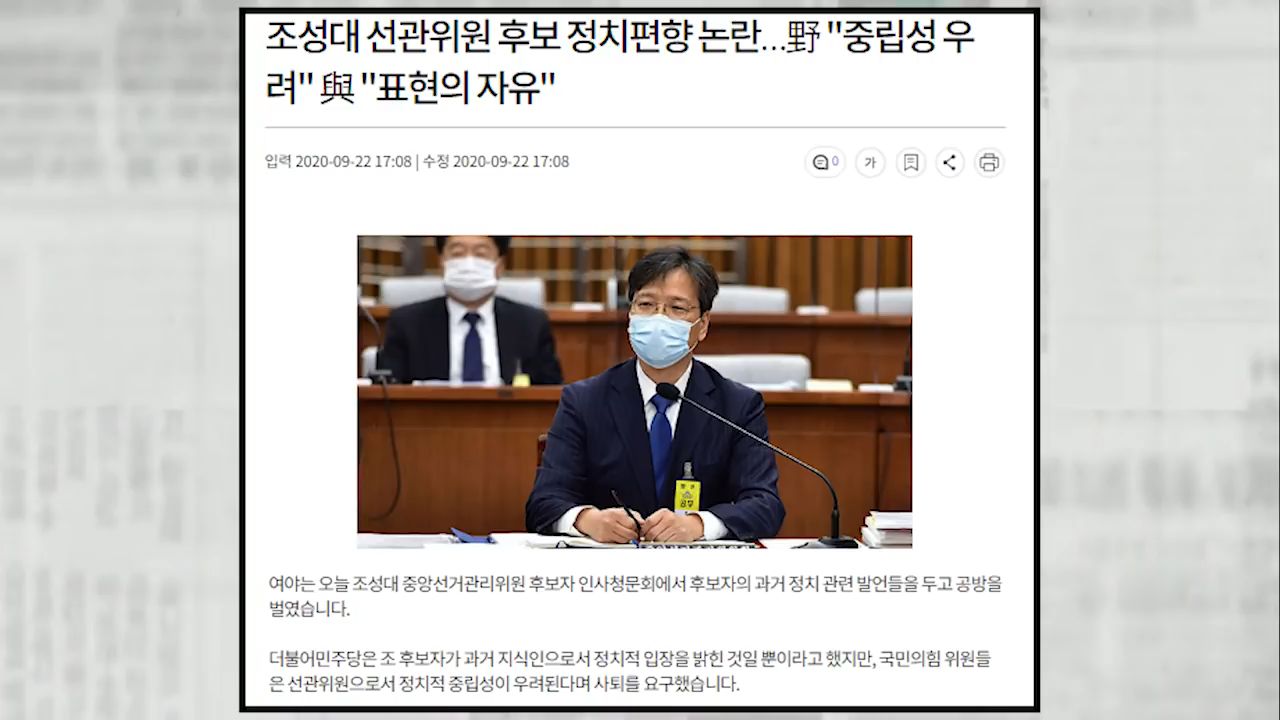 조성대 선관위원 후보 정치편향 논란...野 "중립성 우
려" 與 "표현의 자유"
입력 2020-09-22 17:08 | 수정 2020-09-22 17:08
0
가
여야는 오늘 조성대 중앙선거관리위원 후보자 인사청문회에서 후보자의 과거 정치 관련 발언들을 두고 공방을
벌였습니다.
더불어민주당은 조 후보자가 과거 지식인으로서 정치적 입장을 밝힌 것일 뿐이라고 했지만, 국민의힘 위원들
은 선관위원으로서 정치적 중립성이 우려된다며 사퇴를 요구했습니다.